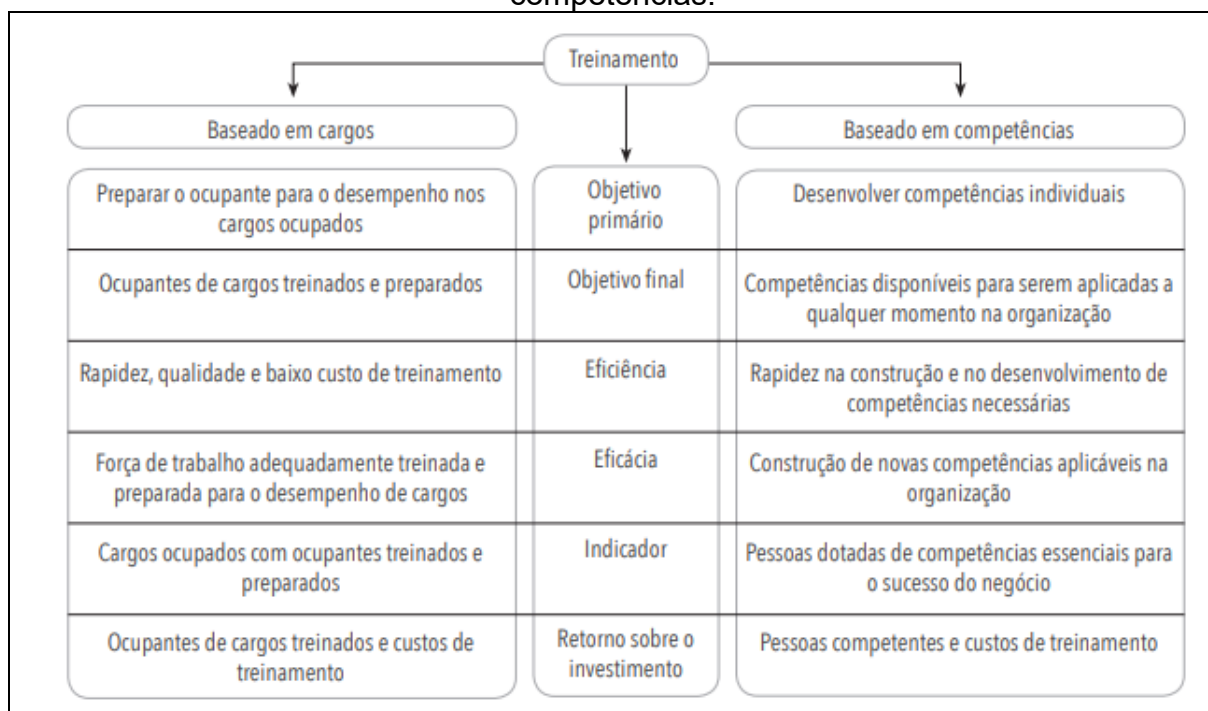 competências.
Treinamento
Baseado em cargos
Baseado em competências
Preparar o ocupante para o desempenho nos
cargos ocupados
Objetivo
primário
Desenvolver competências individuais
Ocupantes de cargos treinados e preparados
Objetivo final
Competências disponíveis para serem aplicadas a
qualquer momento na organização
Rapidez, qualidade e baixo custo de treinamento
Eficiência
Rapidez na construção e no desenvolvimento de
competências necessárias
Força de trabalho adequadamente treinada e
preparada para o desempenho de cargos
Eficácia
Construção de novas competências aplicáveis na
organização
Cargos ocupados com ocupantes treinados e
preparados
Indicador
Pessoas dotadas de competências essenciais para
o sucesso do negócio
Ocupantes de cargos treinados e custos de
treinamento
Retorno sobre o
investimento
Pessoas competentes e custos de treinamento